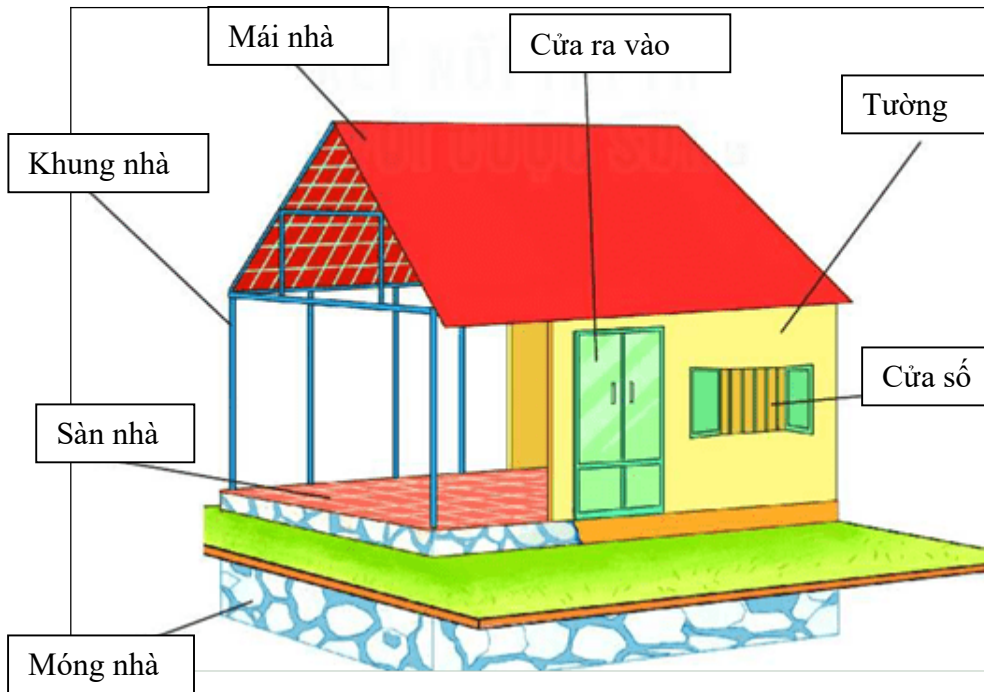 Mái nhà
Cửa ra vào
Tường
Khung nhà
Cửa số
Sàn nhà
Móng nhà